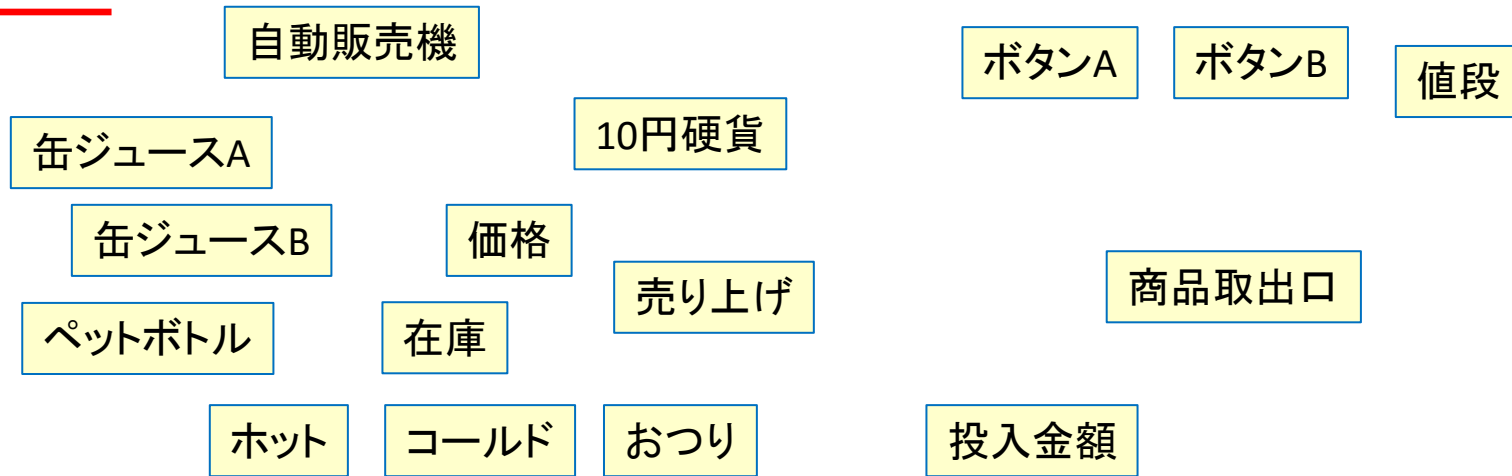 自動販売機
ボタンA
ボタンB
値段
缶ジュースA
10円硬貨
缶ジュースB
価格
売り上げ
商品取出口
ペットボトル
在庫
ホット
コールド
おつり
投入金額